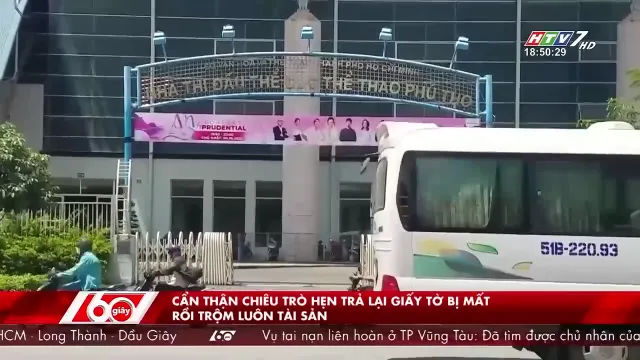 HTV7 HD
18:50:29
NHÀ THI ĐẤU THỂ THAO PHÚ THỌ
PRUDENTIAL
51B-220.93
60 giây
CẨN THẬN CHIÊU TRÒ HẸN TRẢ LẠI GIẤY TỜ BỊ MẤT
RỒI TRỘM LUÔN TÀI SẢN
HCM - Long Thành - Dầu Giây
60giây
Vụ tai nạn liên hoàn ở TP Vũng Tàu: Đã tìm được chủ nhân của